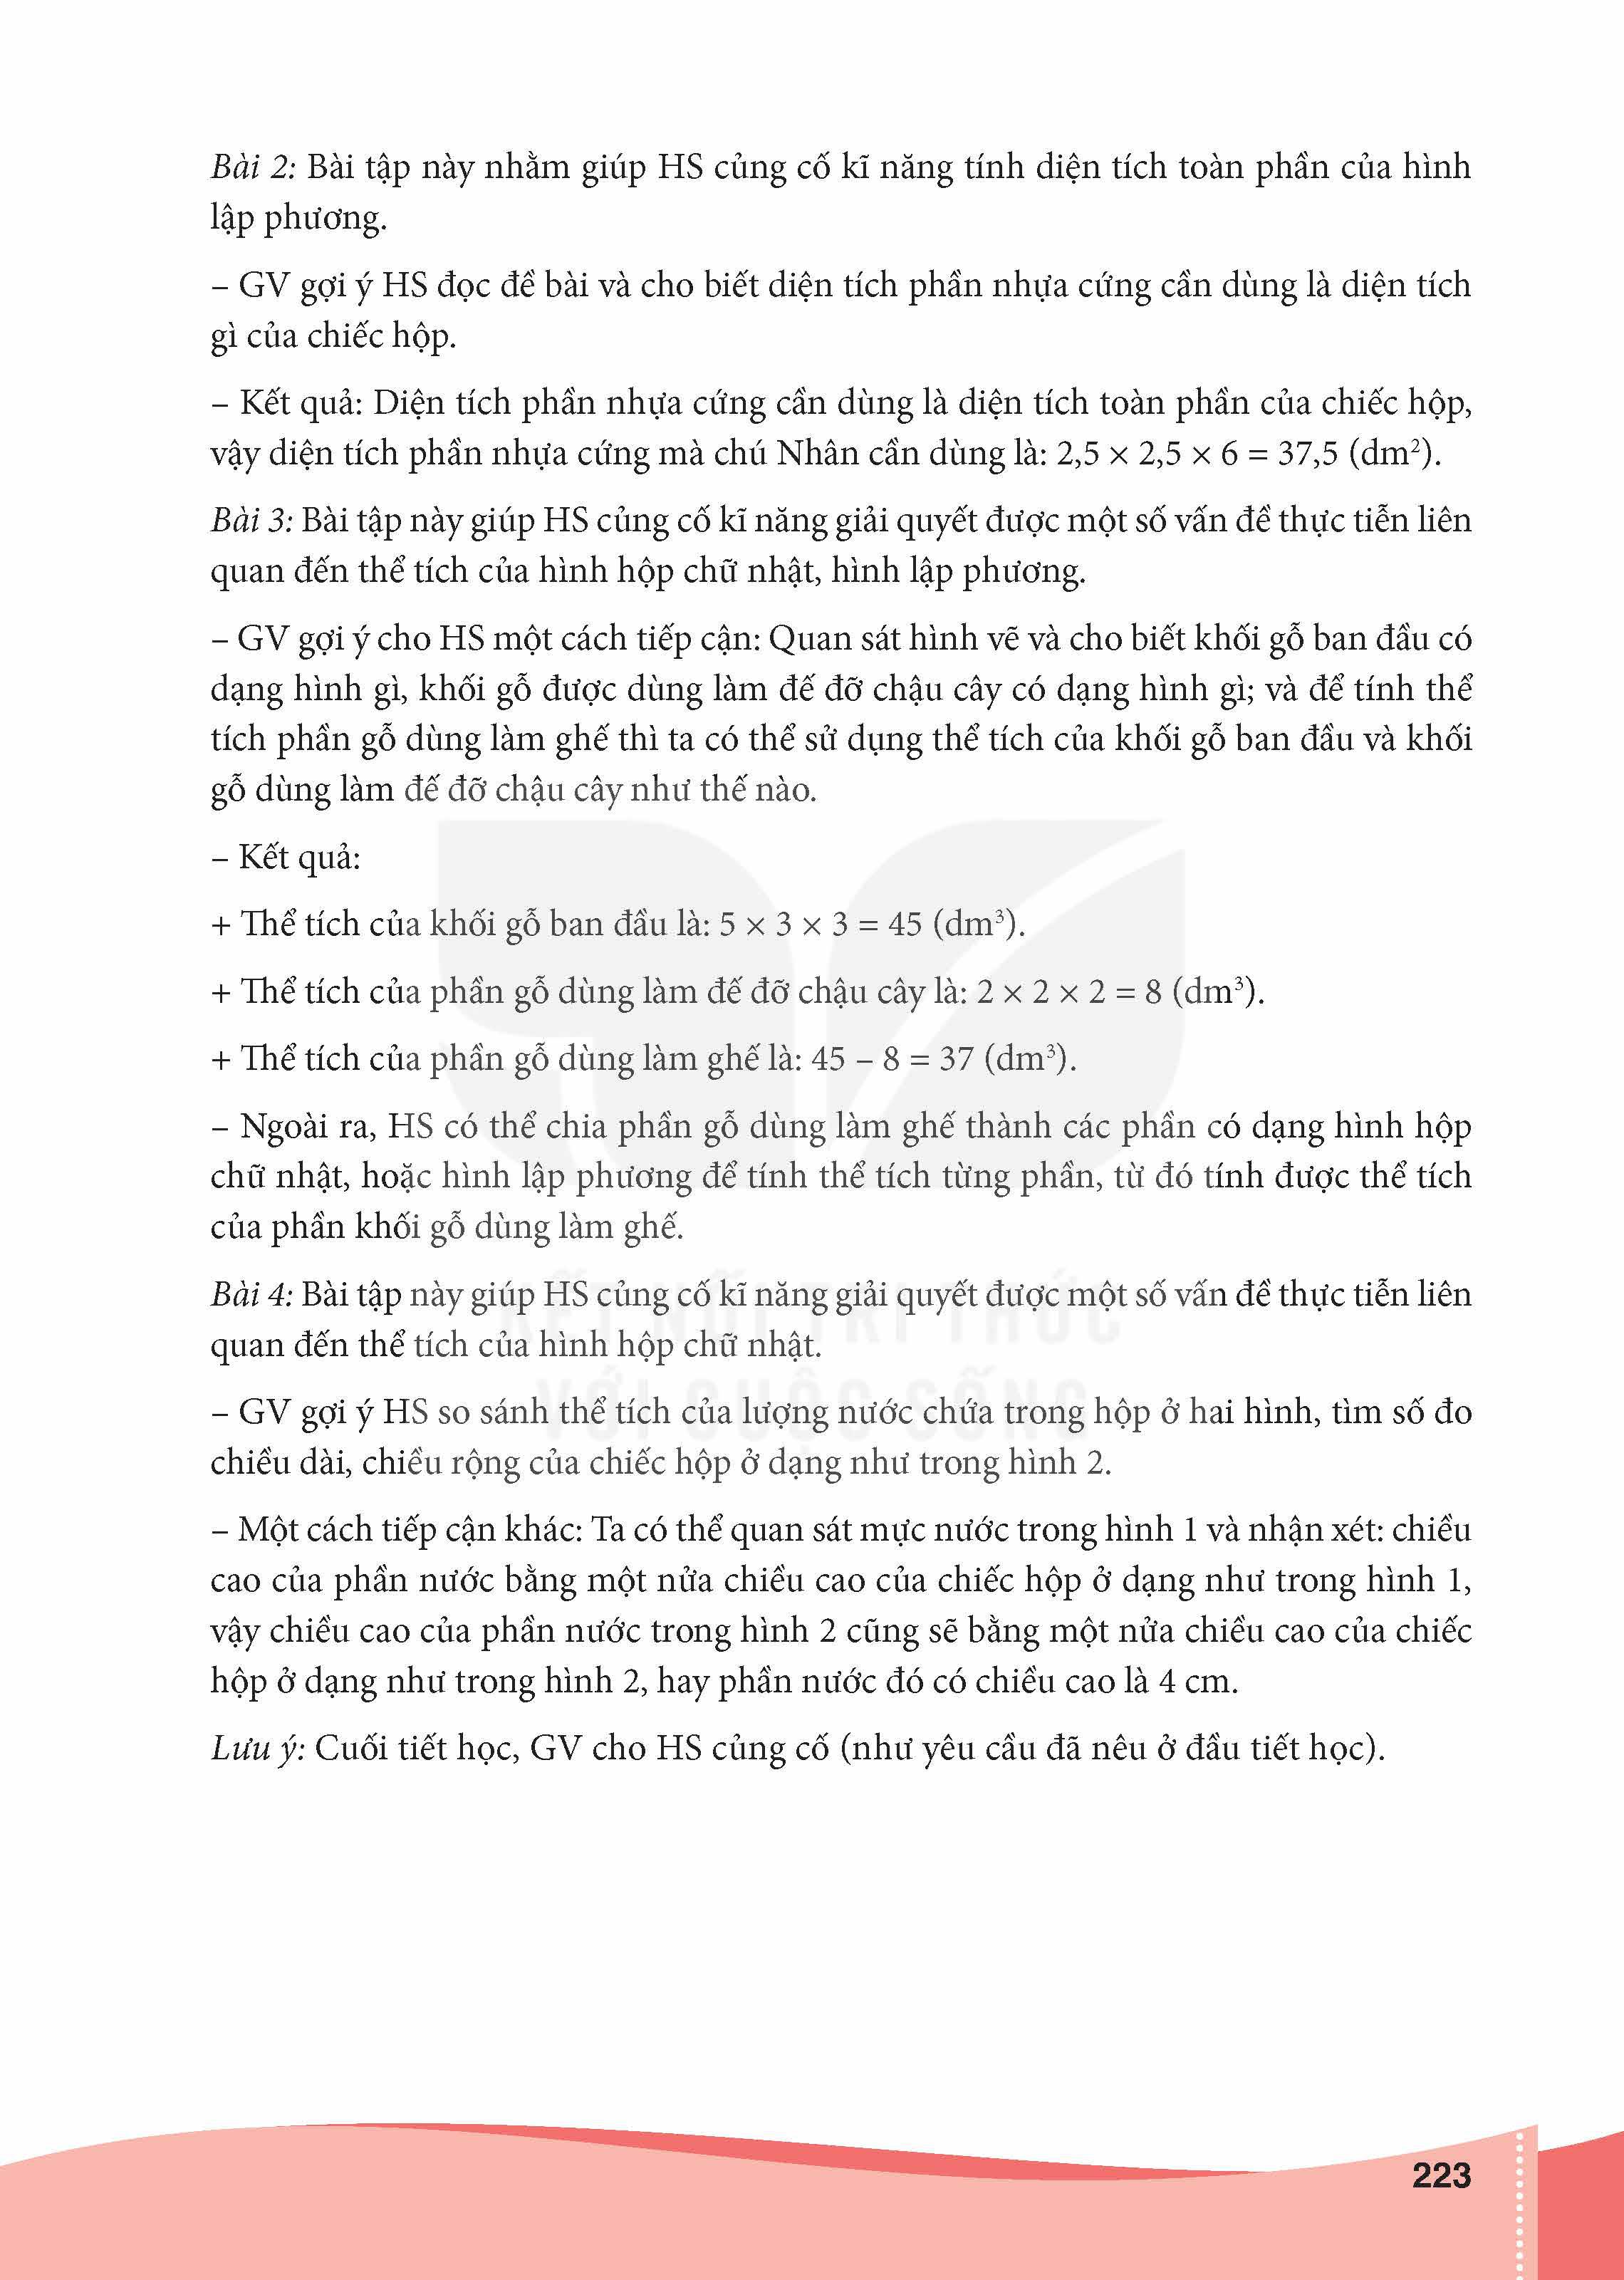 Bài 2: Bài tập này nhằm giúp HS củng cố kĩ năng tính diện tích toàn phần của hình
lập phương.
– GV gợi ý HS đọc đề bài và cho biết diện tích phần nhựa cứng cần dùng là diện tích
gì của chiếc hộp.
– Kết quả: Diện tích phần nhựa cứng cần dùng là diện tích toàn phần của chiếc hộp,
vậy diện tích phần nhựa cứng mà chú Nhân cần dùng là: 2,5 × 2,5 × 6 = 37,5 (dm²).
Bài 3: Bài tập này giúp HS củng cố kĩ năng giải quyết được một số vấn đề thực tiễn liên
quan đến thể tích của hình hộp chữ nhật, hình lập phương.
– GV gợi ý cho HS một cách tiếp cận: Quan sát hình vẽ và cho biết khối gỗ ban đầu có
dạng hình gì, khối gỗ được dùng làm đế đỡ chậu cây có dạng hình gì; và để tính thể
tích phần gỗ dùng làm ghế thì ta có thể sử dụng thể tích của khối gỗ ban đầu và khối
gỗ dùng làm đế đỡ chậu cây như thế nào.
– Kết quả:
+ Thể tích của khối gỗ ban đầu là: 5 × 3 × 3 = 45 (dm³).
+ Thể tích của phần gỗ dùng làm đế đỡ chậu cây là: 2 × 2 × 2 = 8 (dm³).
+ Thể tích của phần gỗ dùng làm ghế là: 45 – 8 = 37 (dm³).
– Ngoài ra, HS có thể chia phần gỗ dùng làm ghế thành các phần có dạng hình hộp
chữ nhật, hoặc hình lập phương để tính thể tích từng phần, từ đó tính được thể tích
của phần khối gỗ dùng làm ghế.
Bài 4: Bài tập này giúp HS củng cố kĩ năng giải quyết được một số vấn đề thực tiễn liên
quan đến thể tích của hình hộp chữ nhật.
– GV gợi ý HS so sánh thể tích của lượng nước chứa trong hộp ở hai hình, tìm số đo
chiều dài, chiều rộng của chiếc hộp ở dạng như trong hình 2.
– Một cách tiếp cận khác: Ta có thể quan sát mực nước trong hình 1 và nhận xét: chiều
cao của phần nước bằng một nửa chiều cao của chiếc hộp ở dạng như trong hình 1,
vậy chiều cao của phần nước trong hình 2 cũng sẽ bằng một nửa chiều cao của chiếc
hộp ở dạng như trong hình 2, hay phần nước đó có chiều cao là 4 cm.
Lưu ý: Cuối tiết học, GV cho HS củng cố (như yêu cầu đã nêu ở đầu tiết học).
KẾT NỐI TRI THỨC
VỚI CUỘC SỐNG
223